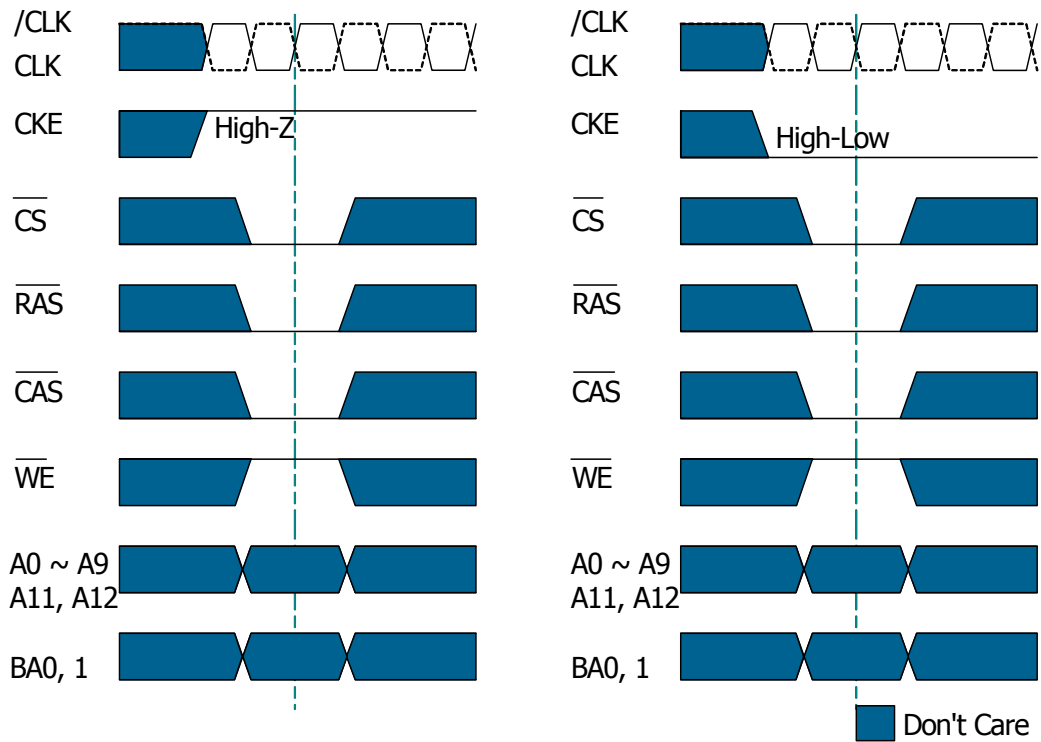 /CLK
CLK
CKE
High-Z
CS
RAS
CAS
WE
A0 ~ A9
A11, A12
BA0, 1
/CLK
CLK
CKE
High-Low
CS
RAS
CAS
WE
A0 ~ A9
A11, A12
BA0, 1
Don't Care